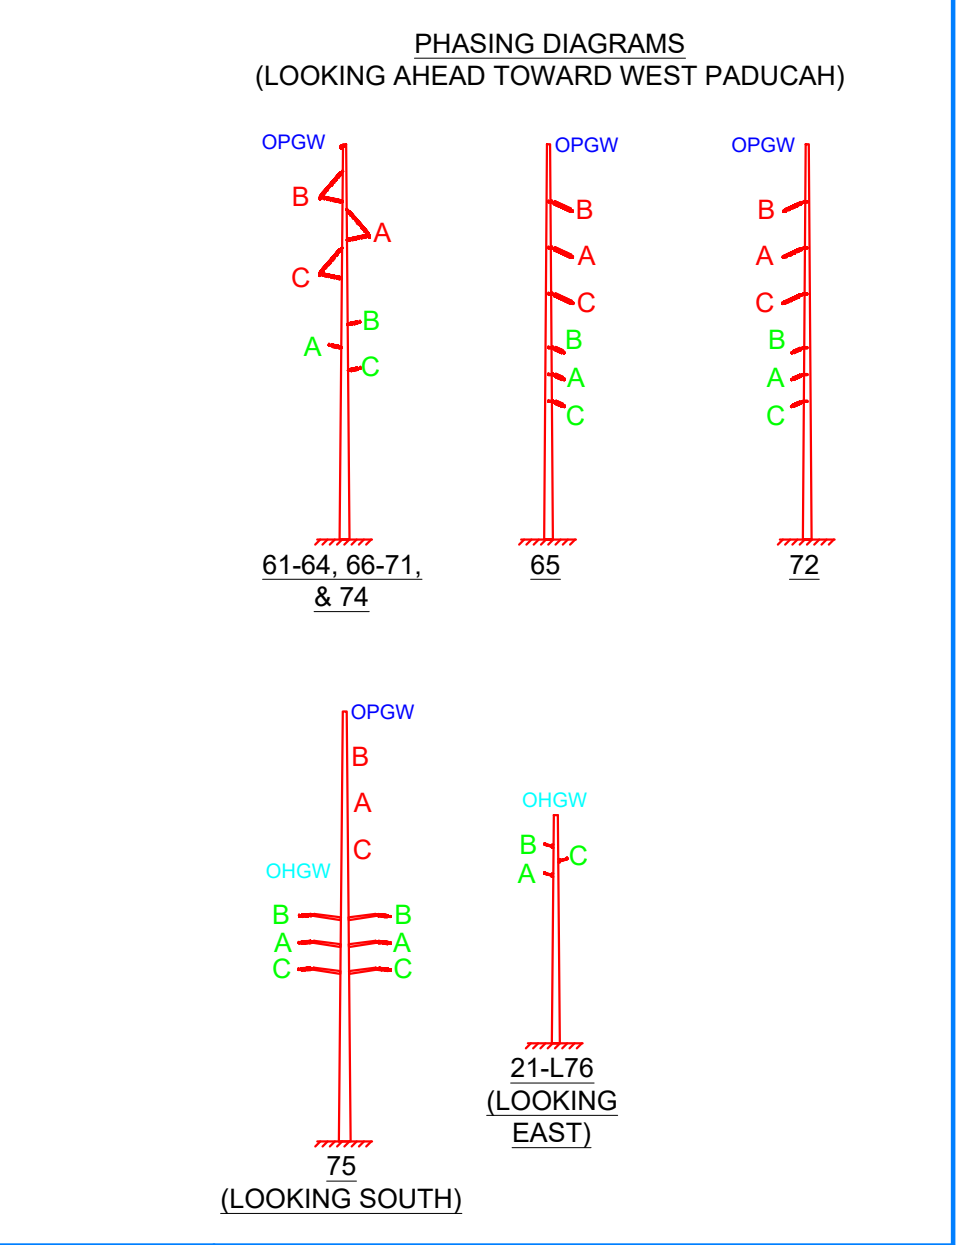 PHASING DIAGRAMS
(LOOKING AHEAD TOWARD WEST PADUCAH)
OPGW
B
A
C
B
A
C
61-64, 66-71,
& 74
OPGW
B
A
C
B
A
C
65
OPGW
B
A
C
B
A
C
72
OPGW
B
A
C
OHGW
B B
A A
C C
75
(LOOKING SOUTH)
OHGW
B
C
A
21-L76
(LOOKING
EAST)